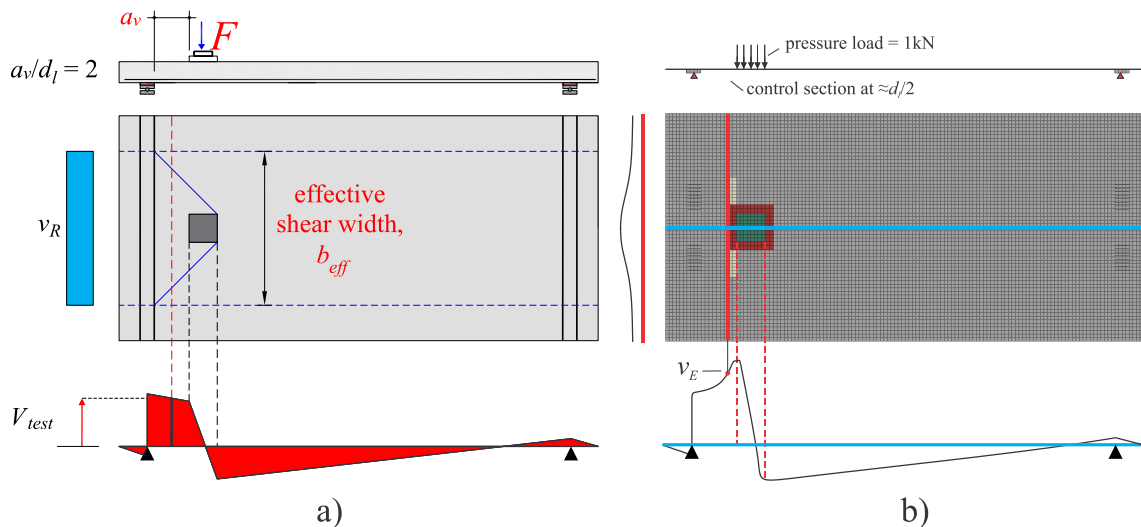 a_v
F
a_v/d_l = 2
v_R
effective
shear width,
b_eff
V_test
a)
pressure load = 1kN
control section at ≈d_l/2
v_E
b)